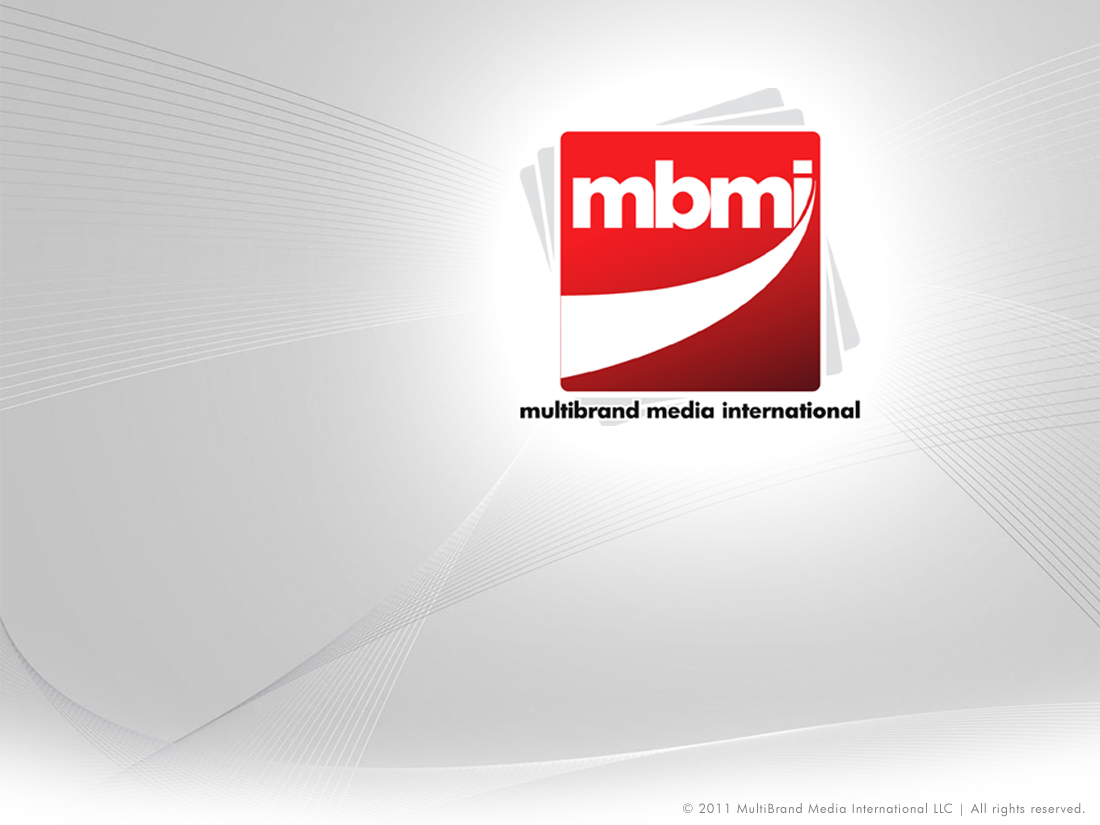 mbmi
multibrand media international
© 2011 MultiBrand Media International LLC | All rights reserved.